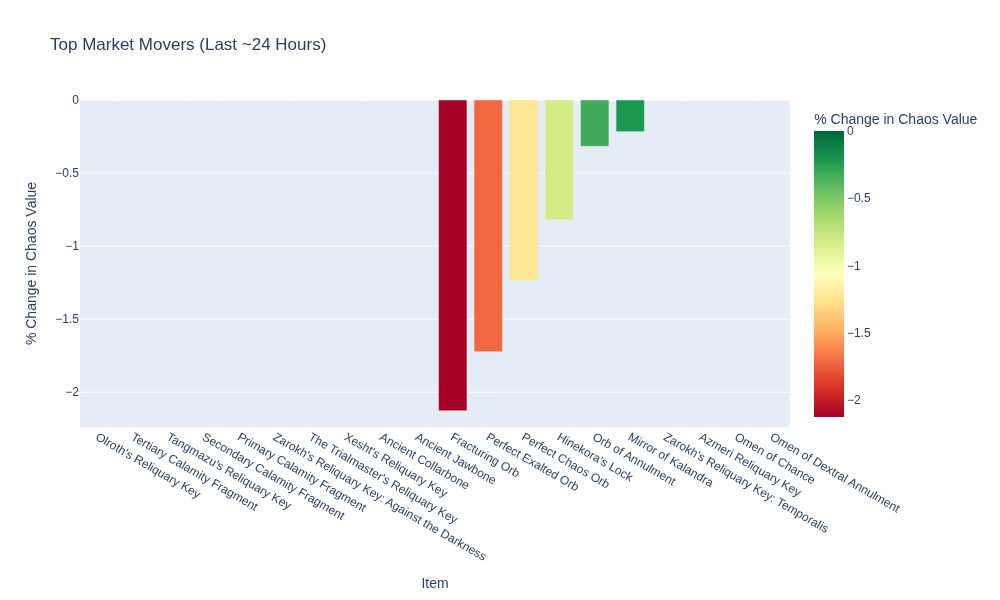 Top Market Movers (Last ~24 Hours)
% Change in Chaos Value
0
−0.5
−1
−1.5
−2
Olroth's Reliquary Key
Tertiary Calamity Fragment
Tangmazu's Reliquary Key
Secondary Calamity Fragment
Primary Calamity Fragment
Zarokh's Reliquary Key: Against the Darkness
The Trialmaster's Reliquary Key
Xesht's Reliquary Key
Ancient Collarbone
Ancient Jawbone
Fracturing Orb
Perfect Exalted Orb
Perfect Chaos Orb
Hinekora's Lock
Orb of Annulment
Mirror of Kalandra
Zarokh's Reliquary Key: Temporalis
Azmeri Reliquary Key
Omen of Chance
Omen of Dextral Annulment
Item
% Change in Chaos Value
0
−0.5
−1
−1.5
−2